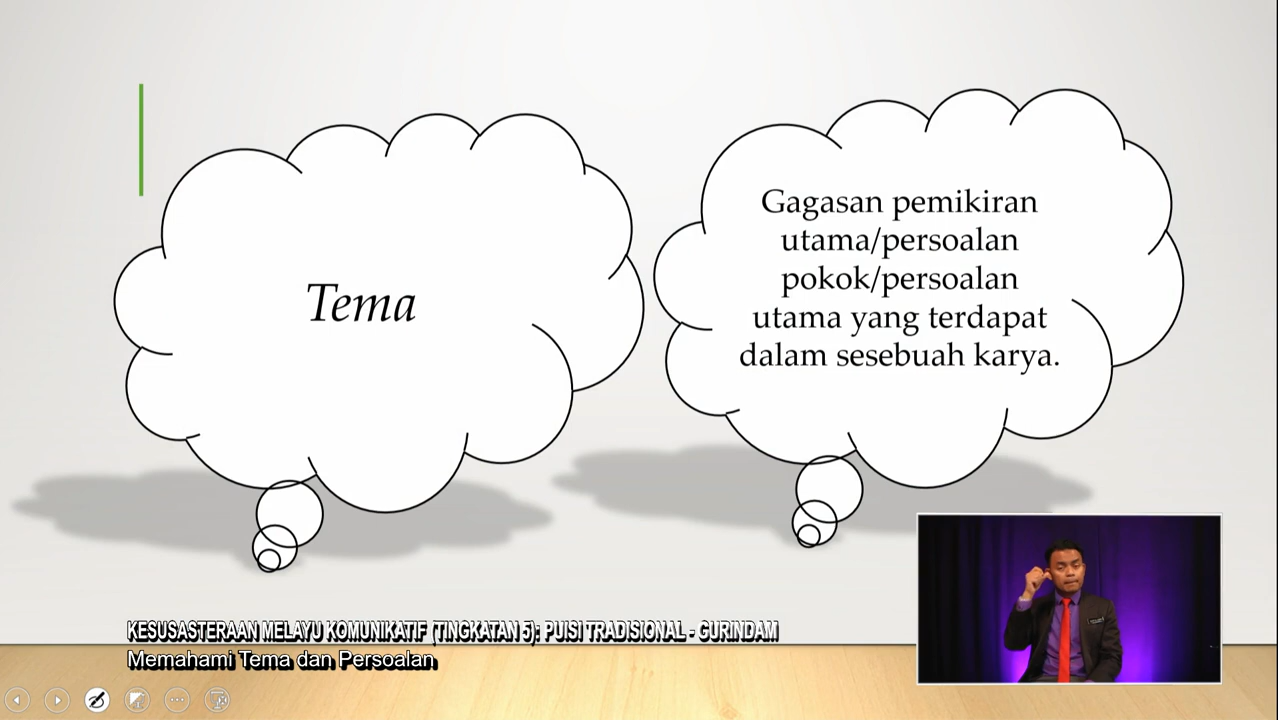 Tema
Gagasan pemikiran
utama/persoalan
pokok/persoalan
utama yang terdapat
dalam sesebuah karya.
KESUSASTERAAN MELAYU KOMUNIKATIF (TINGKATAN 5): PUISI TRADISIONAL - GURINDAM
Memahami Tema dan Persoalan